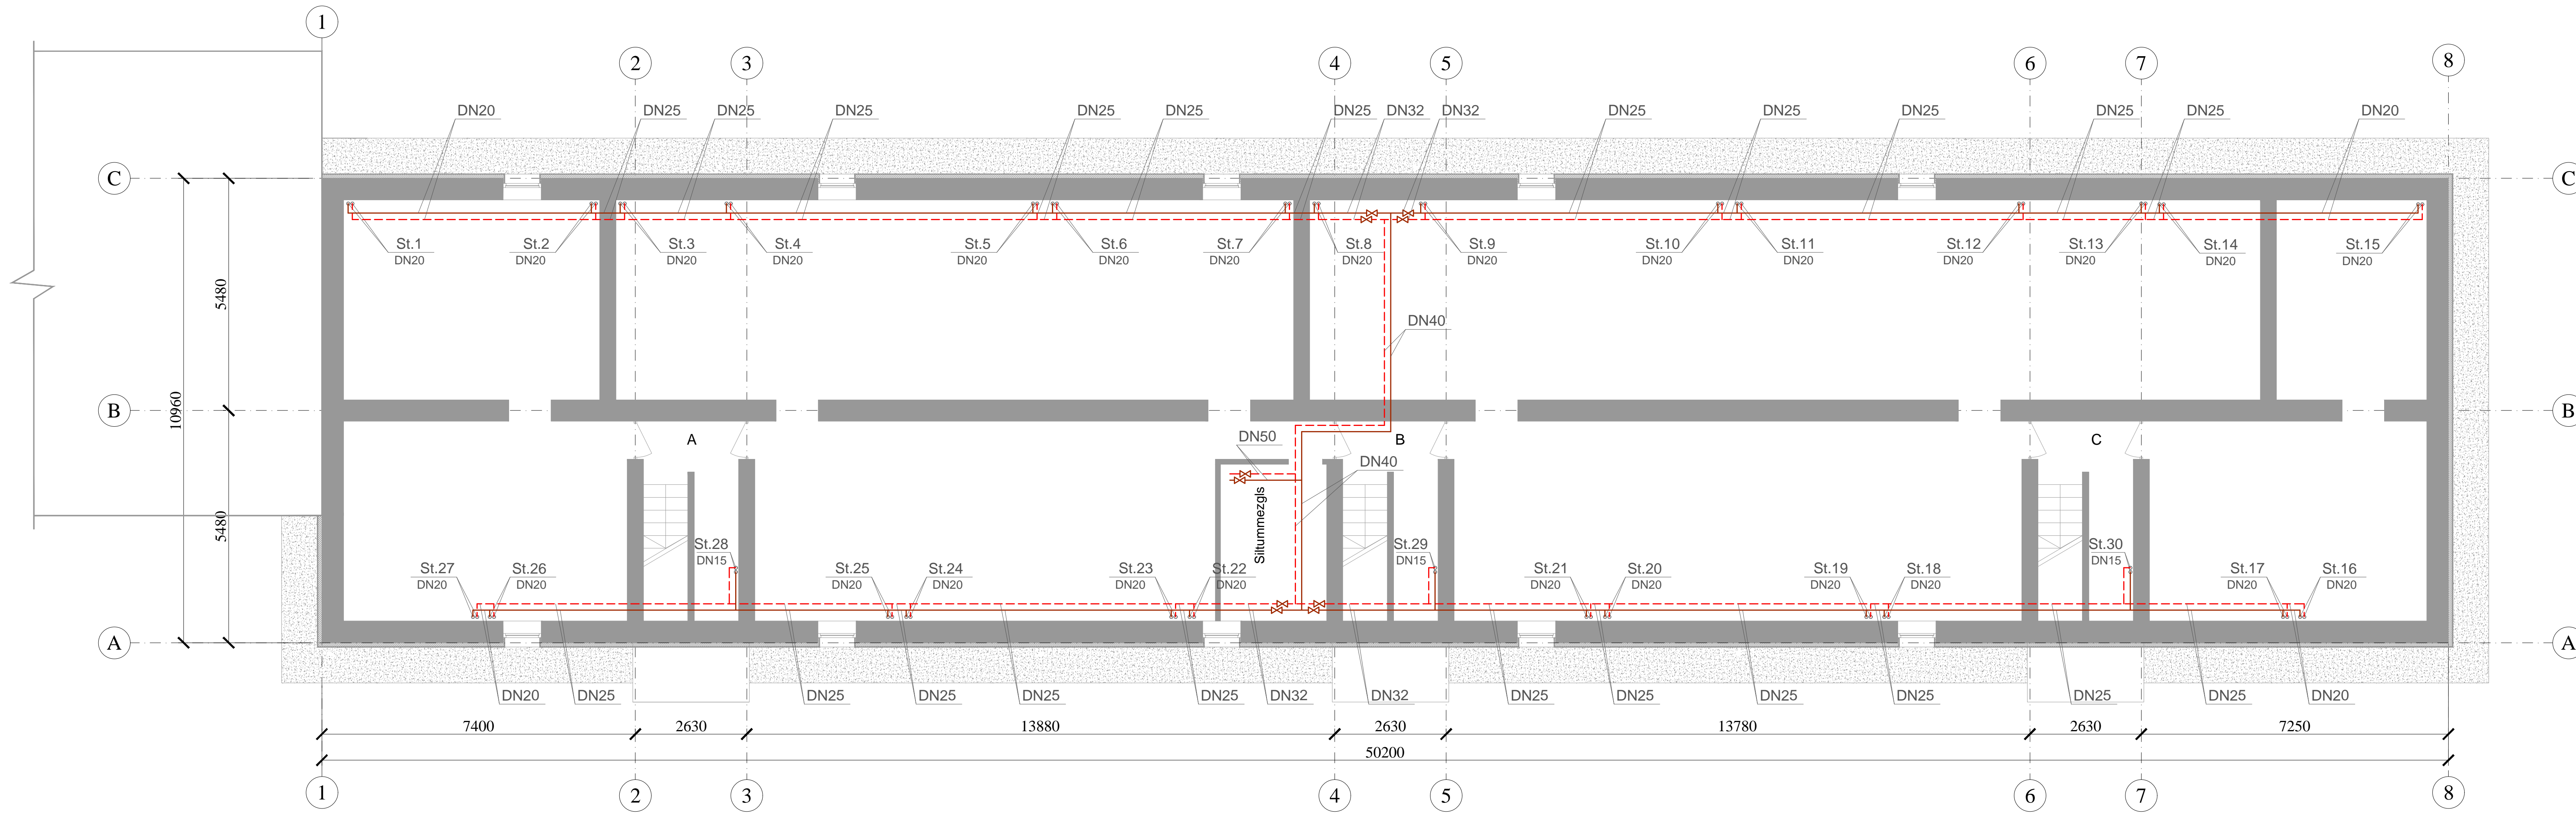 1
2 3 4 5 6 7 8
DN20 DN25 DN25 DN25 DN25 DN25 DN25 DN32 DN32 DN25 DN25 DN25 DN25 DN25 DN20
C C
St.1 St.2 St.3 St.4 St.5 St.6 St.7 St.8 St.9 St.10 St.11 St.12 St.13 St.14 St.15
DN20 DN20 DN20 DN20 DN20 DN20 DN20 DN20 DN20 DN20 DN20 DN20 DN20 DN20 DN20
5480
DN40
10960
B B
A DN50 B C
DN40
Siltummezgls
5480
St.28 St.29 St.30
DN15 DN15 DN15
St.27 St.26 St.25 St.24 St.23 St.22 St.21 St.20 St.19 St.18 St.17 St.16
DN20 DN20 DN20 DN20 DN20 DN20 DN20 DN20 DN20 DN20 DN20 DN20
A A
DN20 DN25 DN25 DN25 DN25 DN25 DN32 DN32 DN25 DN25 DN25 DN25 DN25 DN25 DN20
7400 2630 13880 2630 13780 2630 7250
50200
1 2 3 4 5 6 7 8